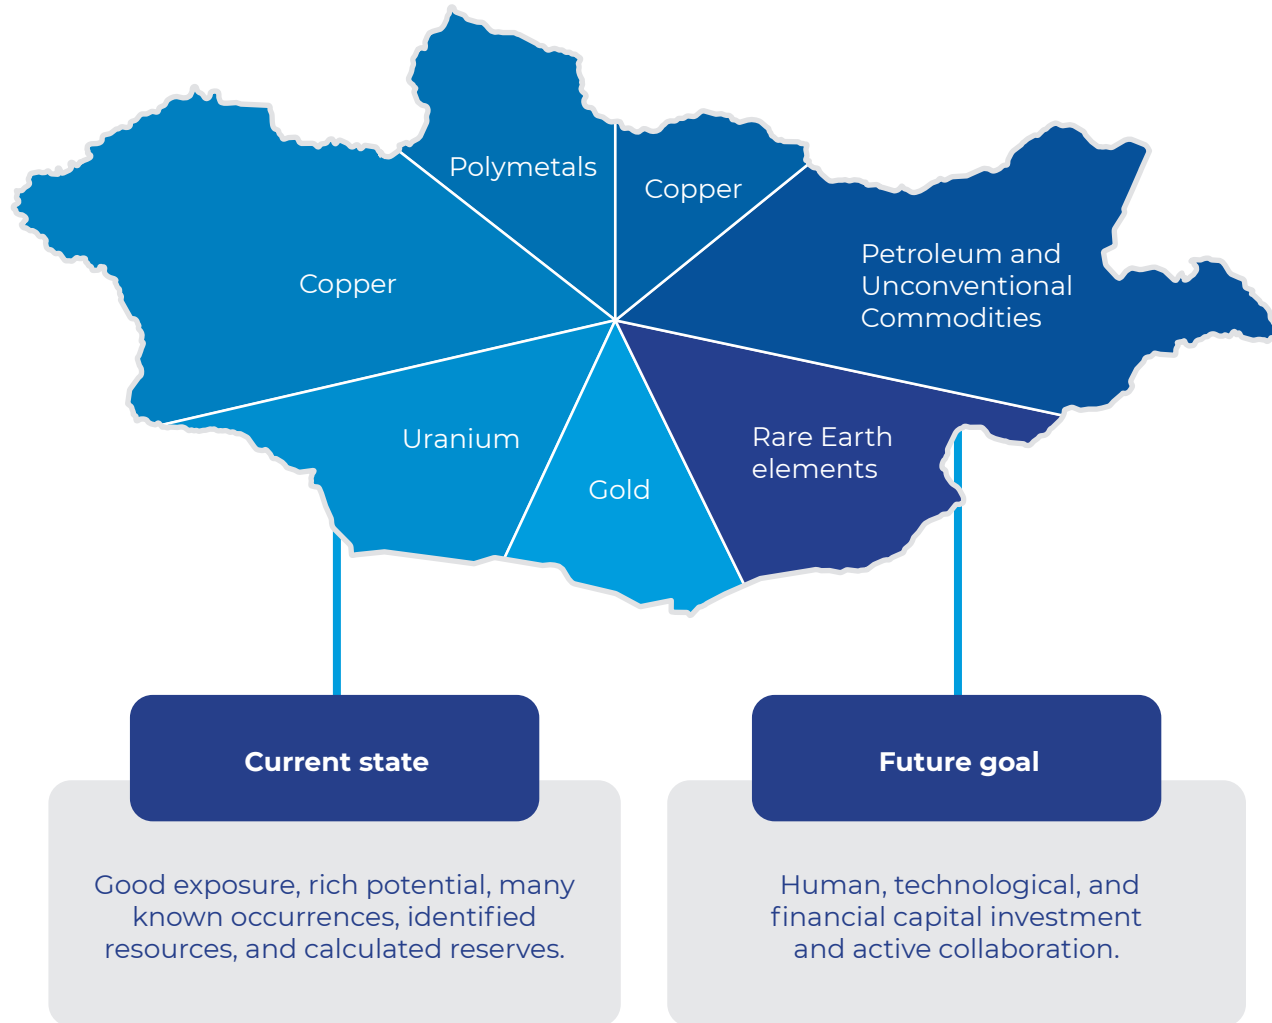 Polymetals
Copper
Copper
Petroleum and
Unconventional
Commodities
Uranium
Gold
Rare Earth
elements
Current state
Good exposure, rich potential, many
known occurrences, identified
resources, and calculated reserves.
Future goal
Human, technological, and
financial capital investment
and active collaboration.